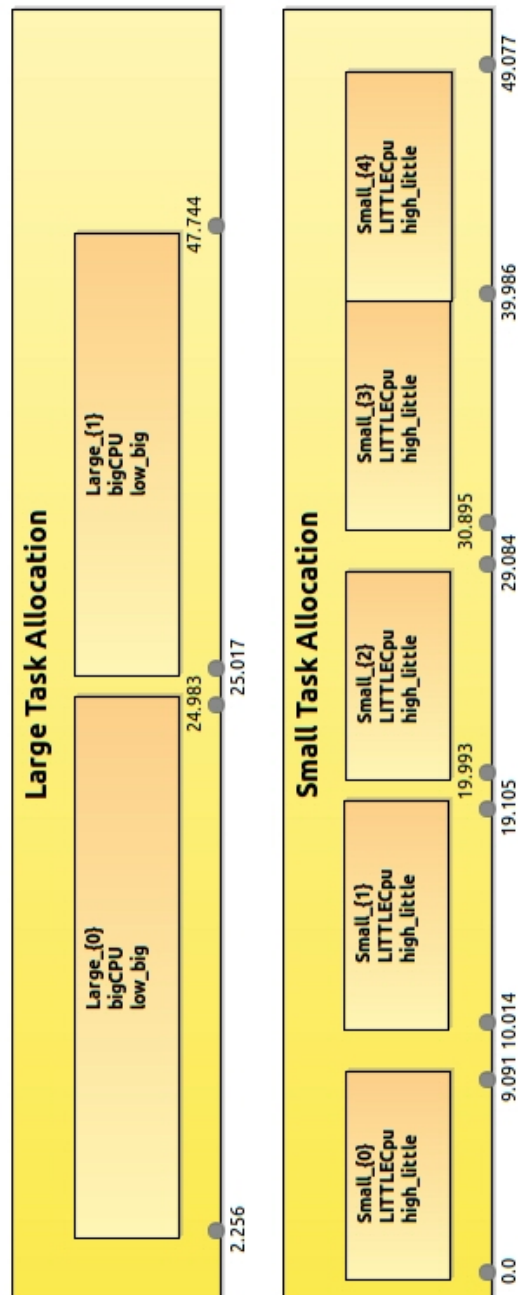 Large Task Allocation
Large_{0}
bigCPU
low_big
Large_{1}
bigCPU
low_big
2.256
24.983
25.017
47.744
Small Task Allocation
Small_{0}
LITTLECpu
high_little
Small_{1}
LITTLECpu
high_little
Small_{2}
LITTLECpu
high_little
Small_{3}
LITTLECpu
high_little
Small_{4}
LITTLECpu
high_little
0.0
9.091
10.014
19.105
19.993
29.084
30.895
39.986
49.077